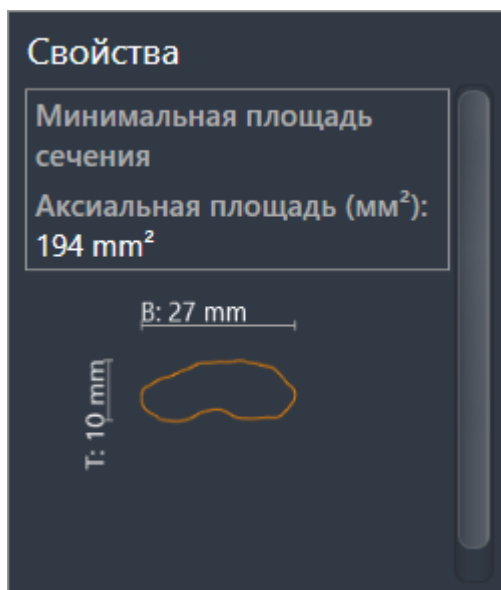 Свойства
Минимальная площадь
сечения
Аксиальная площадь (мм²):
194 mm²
B: 27 mm
T: 10 mm